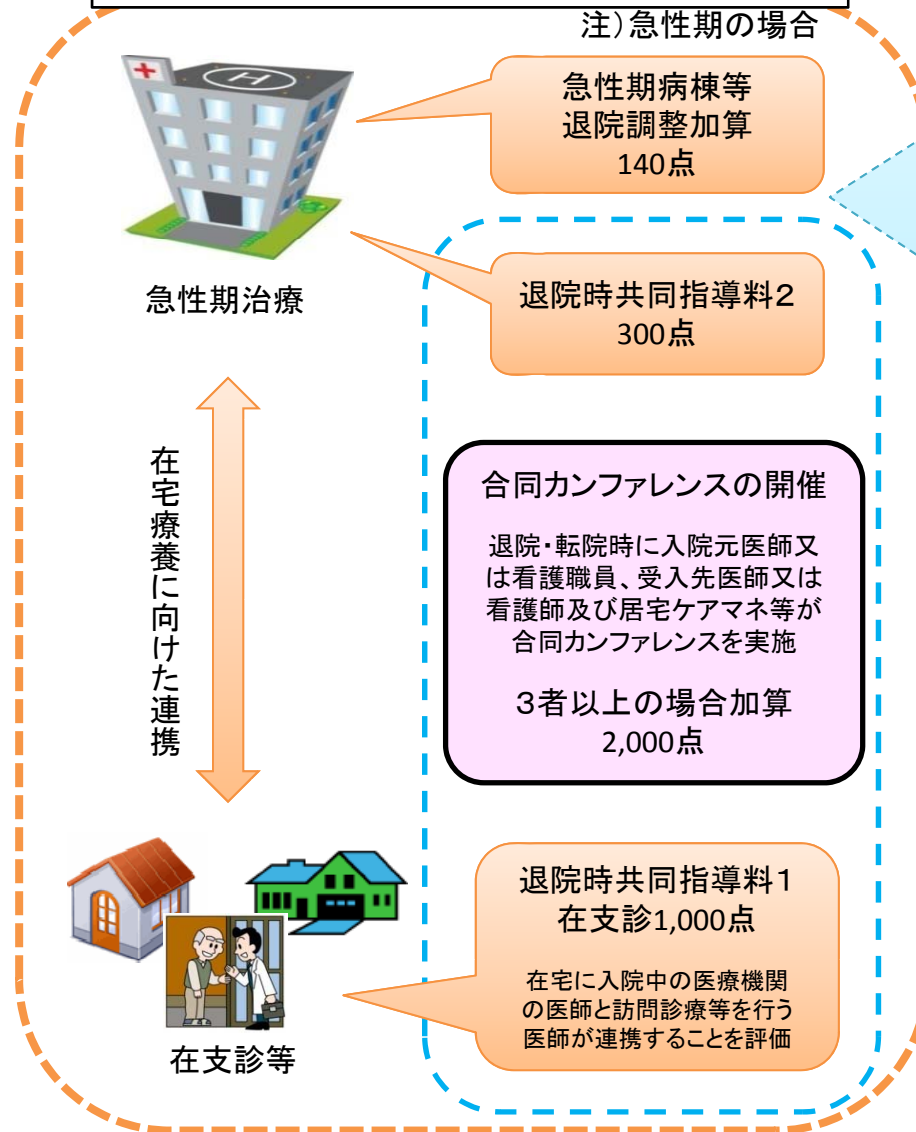 注）急性期の場合
急性期病棟等
退院調整加算
140点
急性期治療
退院時共同指導料２
300点
在宅療養に向けた連携
合同カンファレンスの開催
退院・転院時に入院元医師又
は看護職員、受入先医師又は
看護師及び居宅ケアマネ等が
合同カンファレンスを実施
３者以上の場合加算
2,000点
退院時共同指導料１
在支診1,000点
在宅に入院中の医療機関
の医師と訪問診療等を行う
医師が連携することを評価
在支診等
H